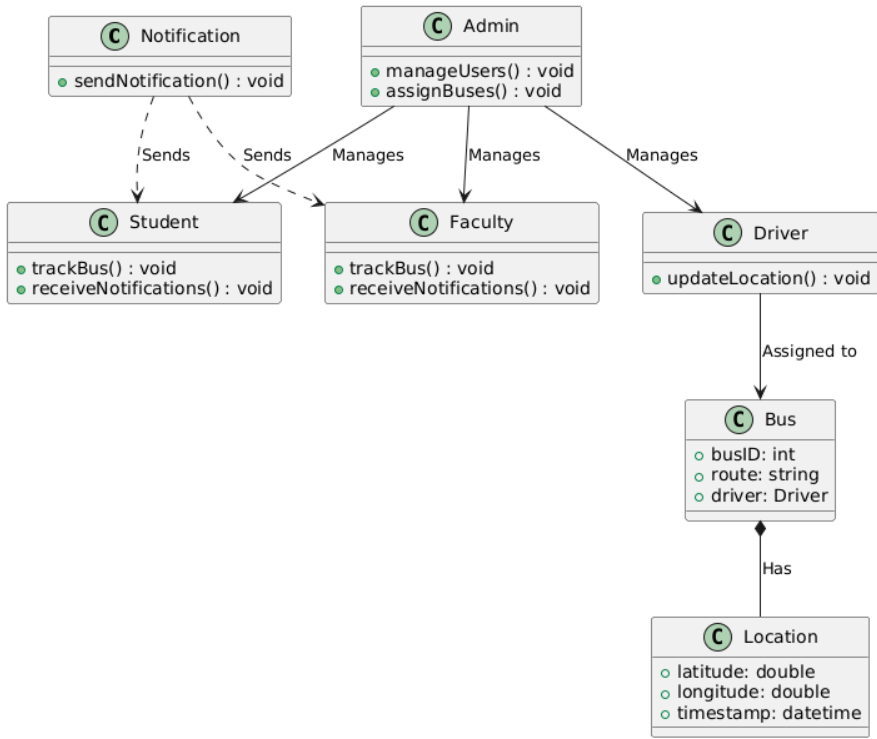 C Notification
+ sendNotification() : void
C Admin
manageUsers() : void
assignBuses() : void
Sends
Sends
Manages
Manages
Manages
C Student
trackBus() : void
receiveNotifications() : void
C Faculty
trackBus() : void
receiveNotifications() : void
C Driver
updateLocation() : void
Assigned to
C Bus
busID: int
route: string
driver: Driver
Has
C Location
latitude: double
longitude: double
timestamp: datetime